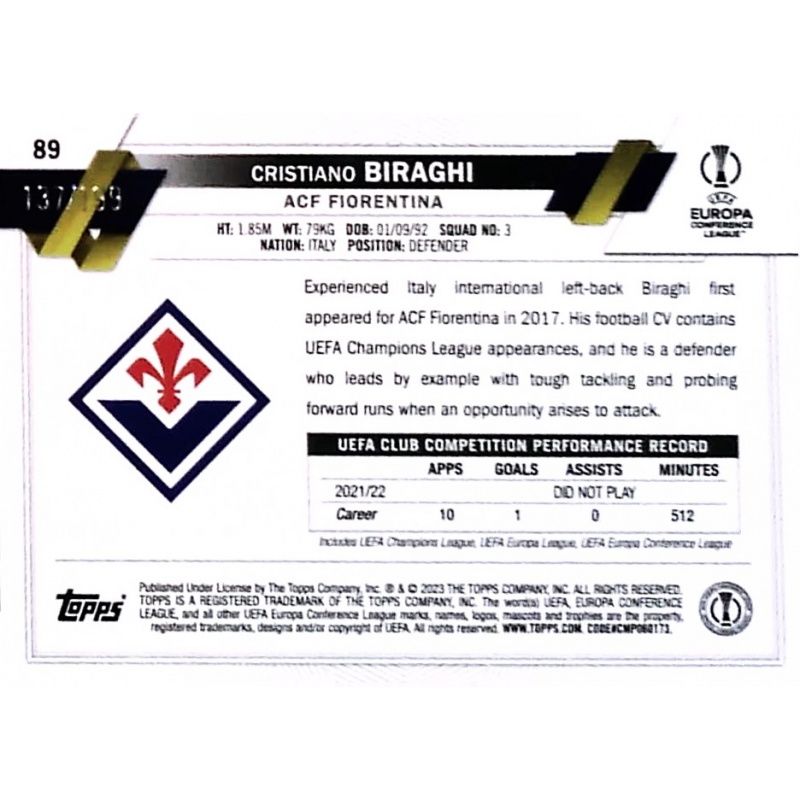 89
137/199
CRISTIANO BIRAGHI
ACF FIORENTINA
HT: 1.85M WT: 79KG DOB: 01/09/92 SQUAD NO: 3
NATION: ITALY POSITION: DEFENDER
UEFA
EUROPA
CONFERENCE
LEAGUE™
Experienced Italy international left-back Biraghi first
appeared for ACF Fiorentina in 2017. His football CV contains
UEFA Champions League appearances, and he is a defender
who leads by example with tough tackling and probing
forward runs when an opportunity arises to attack.
UEFA CLUB COMPETITION PERFORMANCE RECORD
APPS GOALS ASSISTS MINUTES
2021/22 DID NOT PLAY
Career 10 1 0 512
Includes UEFA Champions League, UEFA Europa League, UEFA Europa Conference League
Topps
Published Under License by The Topps Company, Inc. ® & © 2023 THE TOPPS COMPANY, INC. ALL RIGHTS RESERVED.
TOPPS IS A REGISTERED TRADEMARK OF THE TOPPS COMPANY, INC. The word(s) UEFA, EUROPA CONFERENCE
LEAGUE, and all other UEFA Europa Conference League marks, names, logos, mascots and trophies are the property,
registered trademarks, designs and/or copyright of UEFA. All rights reserved. WWW.TOPPS.COM. CODE#CMP060173.